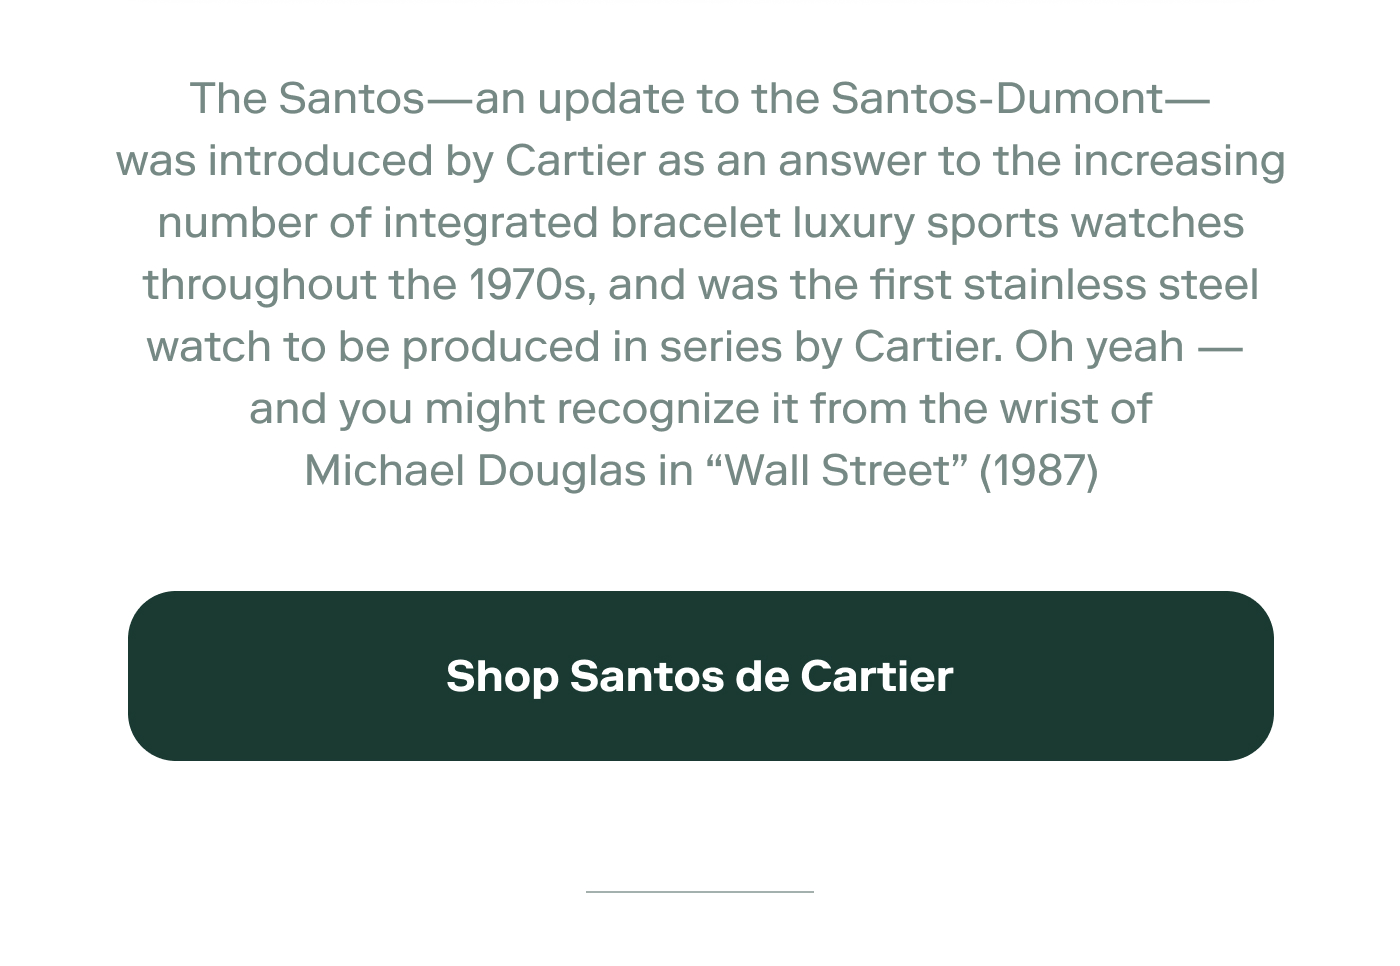 The Santos—an update to the Santos-Dumont—
was introduced by Cartier as an answer to the increasing
number of integrated bracelet luxury sports watches
throughout the 1970s, and was the first stainless steel
watch to be produced in series by Cartier. Oh yeah —
and you might recognize it from the wrist of
Michael Douglas in “Wall Street” (1987)
Shop Santos de Cartier